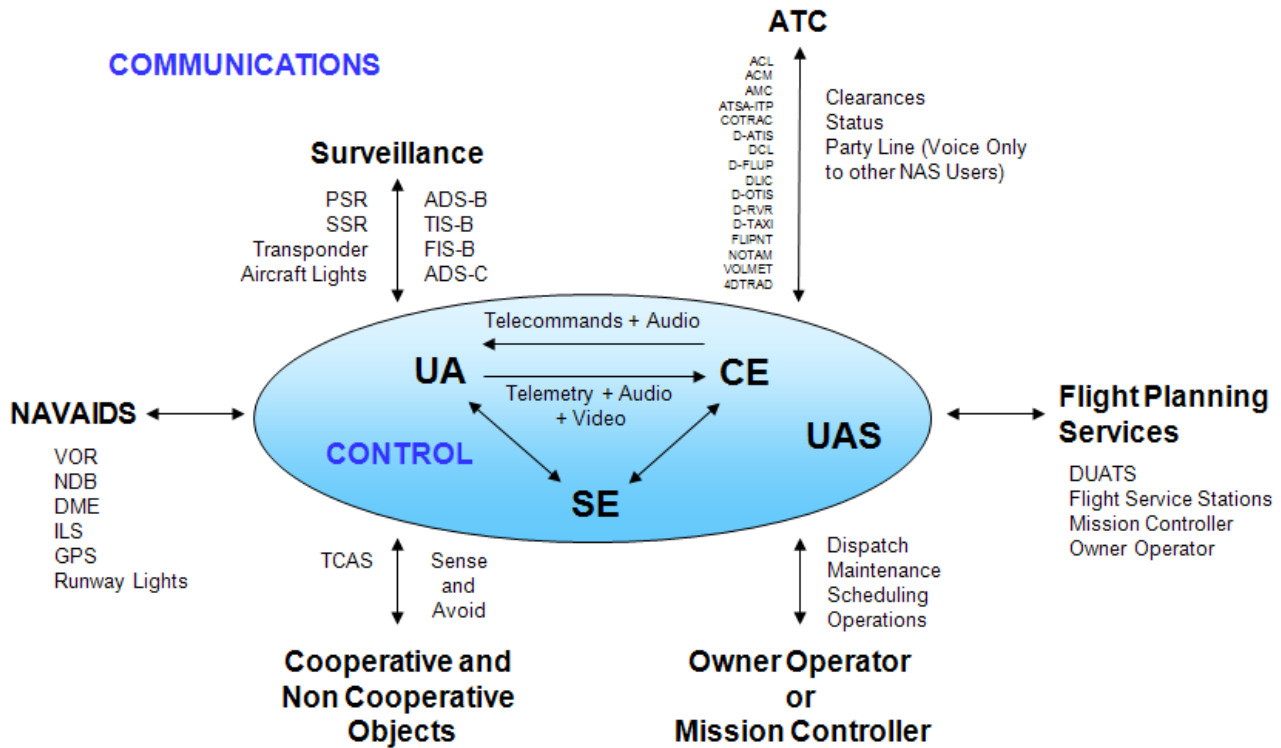 ATC
COMMUNICATIONS
ACL
ACM
AMC
ATSA-ITP
COTRAC
D-ATIS
DCL
D-FLUP
DLIC
D-OTIS
D-RVR
D-TAXI
FLIPNT
NOTAM
VOLMET
4DTRAD
Clearances
Status
Party Line (Voice Only
to other NAS Users)
Surveillance
PSR
SSR
Transponder
Aircraft Lights
ADS-B
TIS-B
FIS-B
ADS-C
Telecommands + Audio
UA
CE
Telemetry + Audio
+ Video
CONTROL
UAS
SE
NAVAIDS
VOR
NDB
DME
ILS
GPS
Runway Lights
Flight Planning
Services
DUATS
Flight Service Stations
Mission Controller
Owner Operator
TCAS
Sense
and
Avoid
Dispatch
Maintenance
Scheduling
Operations
Cooperative and
Non Cooperative
Objects
Owner Operator
or
Mission Controller